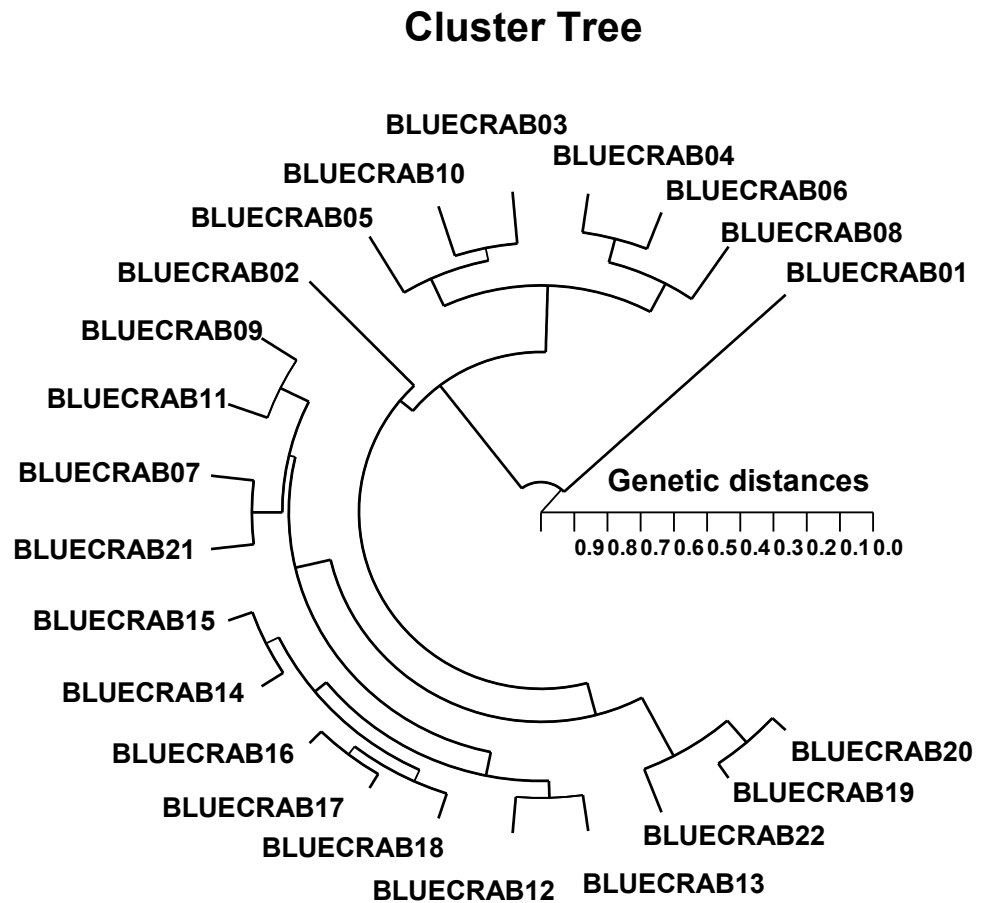 Cluster Tree
BLUECRAB03
BLUECRAB04
BLUECRAB10
BLUECRAB06
BLUECRAB05
BLUECRAB08
BLUECRAB02
BLUECRAB01
BLUECRAB09
BLUECRAB11
BLUECRAB07
Genetic distances
0.9 0.8 0.7 0.6 0.5 0.4 0.3 0.2 0.1 0.0
BLUECRAB21
BLUECRAB15
BLUECRAB14
BLUECRAB16
BLUECRAB20
BLUECRAB19
BLUECRAB17
BLUECRAB22
BLUECRAB18
BLUECRAB13
BLUECRAB12